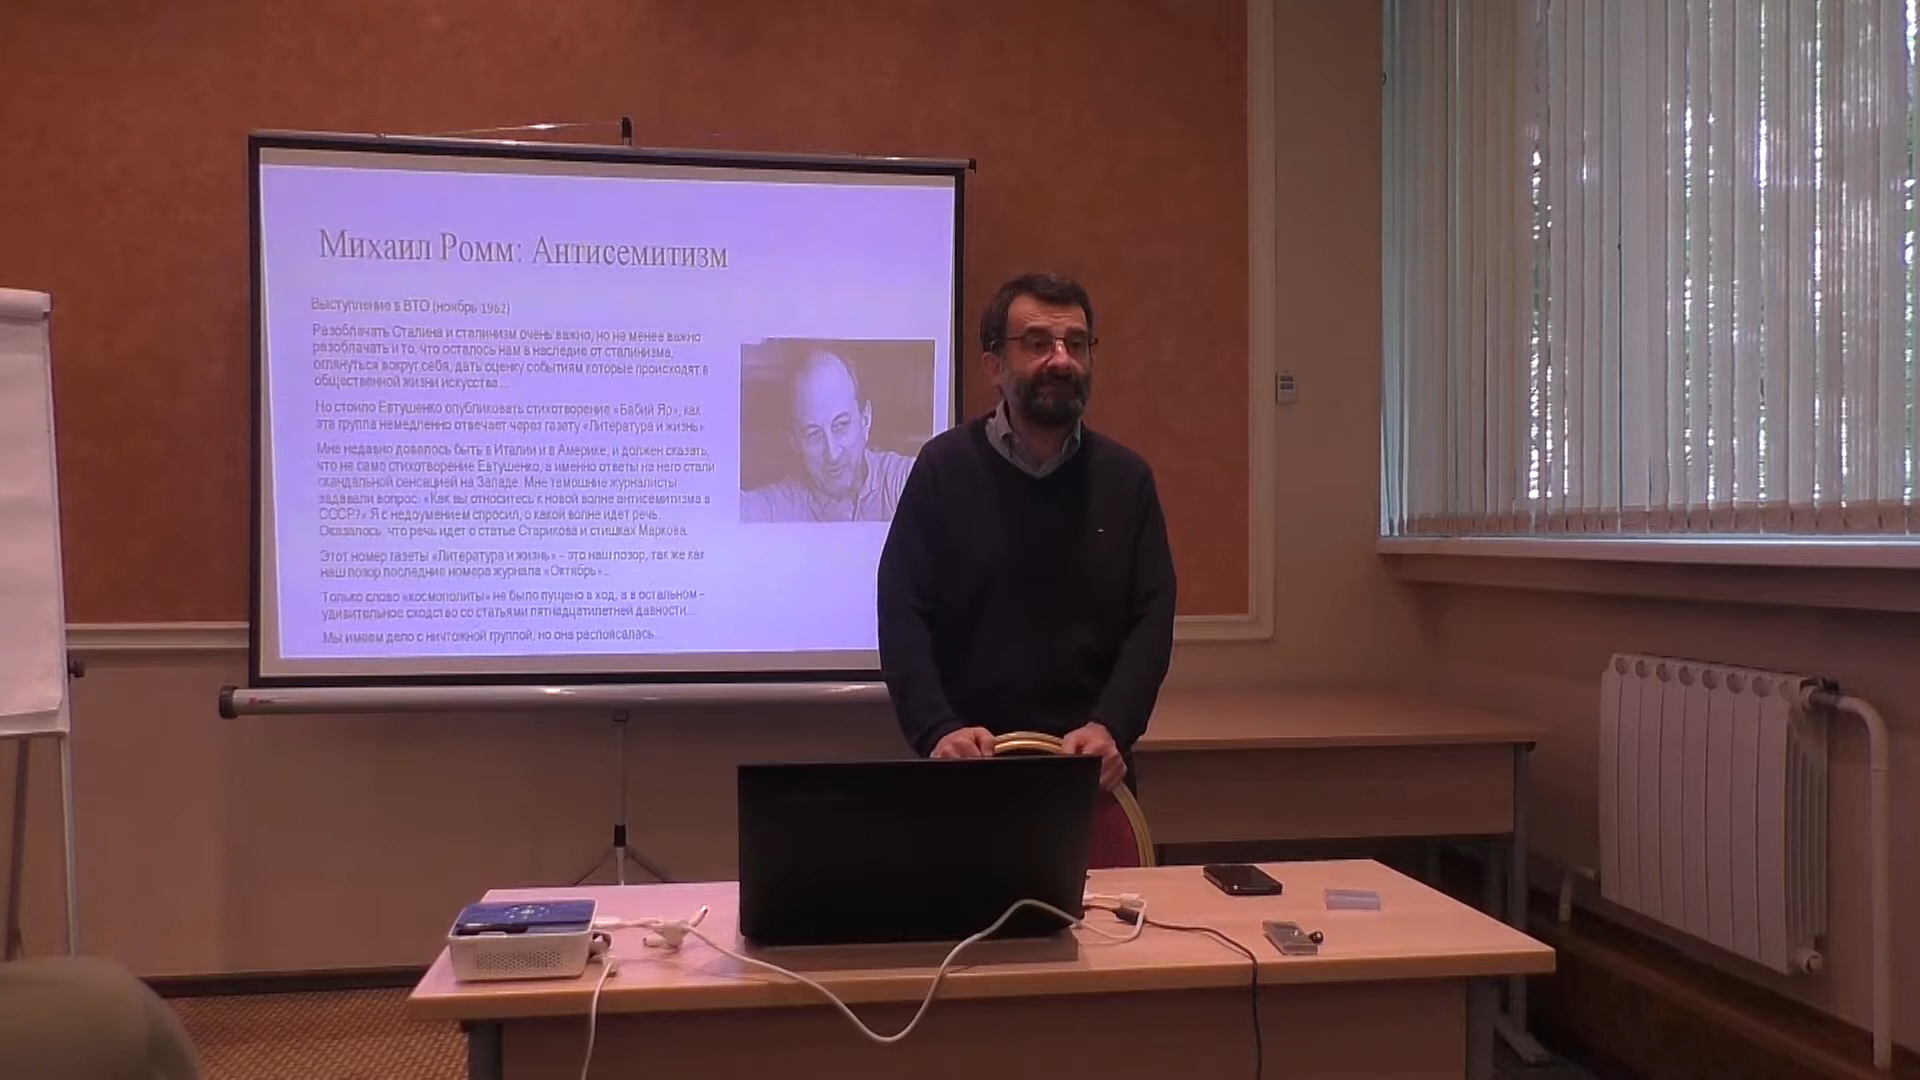 Михаил Ромм: Антисемитизм
Выступление в ВТО (ноябрь 1962)
Разоблачать Сталина и сталинизм очень важно, но не менее важно
разоблачать и то, что осталось нам в наследие от сталинизма,
оглянуться вокруг себя, дать оценку событиям которые происходят в
общественной жизни искусства...
Но стоило Евтушенко опубликовать стихотворение «Бабий Яр», как
эта группа немедленно отвечает через газету «Литература и жизнь»
Мне недавно довелось быть в Италии и в Америке, и должен сказать,
что не само стихотворение Евтушенко, а именно ответы на него стали
скандальной сенсацией на Западе. Мне тамошние журналисты
задавали вопрос: «Как вы относитесь к новой волне антисемитизма в
СССР?» Я с недоумением спросил, о какой волне идет речь.
Оказалось, что речь идет о статье Старикова и стишках Маркова.
Этот номер газеты «Литература и жизнь» – это наш позор, так же как
наш позор последние номера журнала «Октябрь»...
Только слово «космополиты» не было пущено в ход, а в остальном –
удивительное сходство со статьями пятнадцатилетней давности...
Мы имеем дело с ничтожной группой, но она распоясалась...